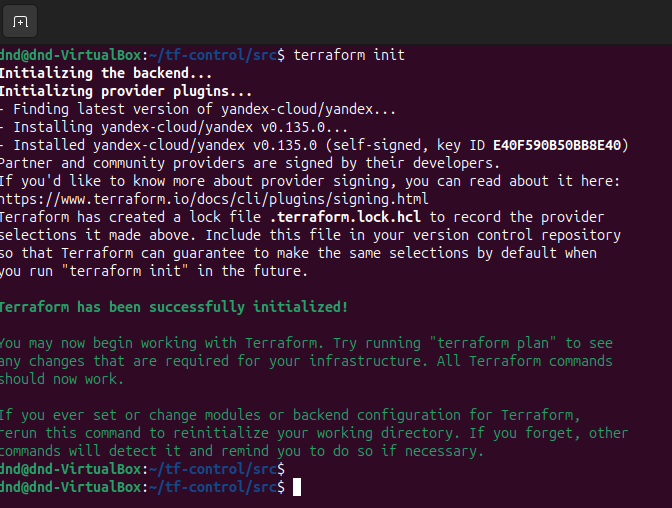 dnd@dnd-VirtualBox:~/tf-control/src$ terraform init
Initializing the backend...
Initializing provider plugins...
- Finding latest version of yandex-cloud/yandex...
- Installing yandex-cloud/yandex v0.135.0...
- Installed yandex-cloud/yandex v0.135.0 (self-signed, key ID E40F590B50BB8E40)
Partner and community providers are signed by their developers.
If you'd like to know more about provider signing, you can read about it here:
https://www.terraform.io/docs/cli/plugins/signing.html
Terraform has created a lock file .terraform.lock.hcl to record the provider
selections it made above. Include this file in your version control repository
so that Terraform can guarantee to make the same selections by default when
you run "terraform init" in the future.
Terraform has been successfully initialized!
You may now begin working with Terraform. Try running "terraform plan" to see
any changes that are required for your infrastructure. All Terraform commands
should now work.
If you ever set or change modules or backend configuration for Terraform,
rerun this command to reinitialize your working directory. If you forget, other
commands will detect it and remind you to do so if necessary.
dnd@dnd-VirtualBox:~/tf-control/src$
dnd@dnd-VirtualBox:~/tf-control/src$